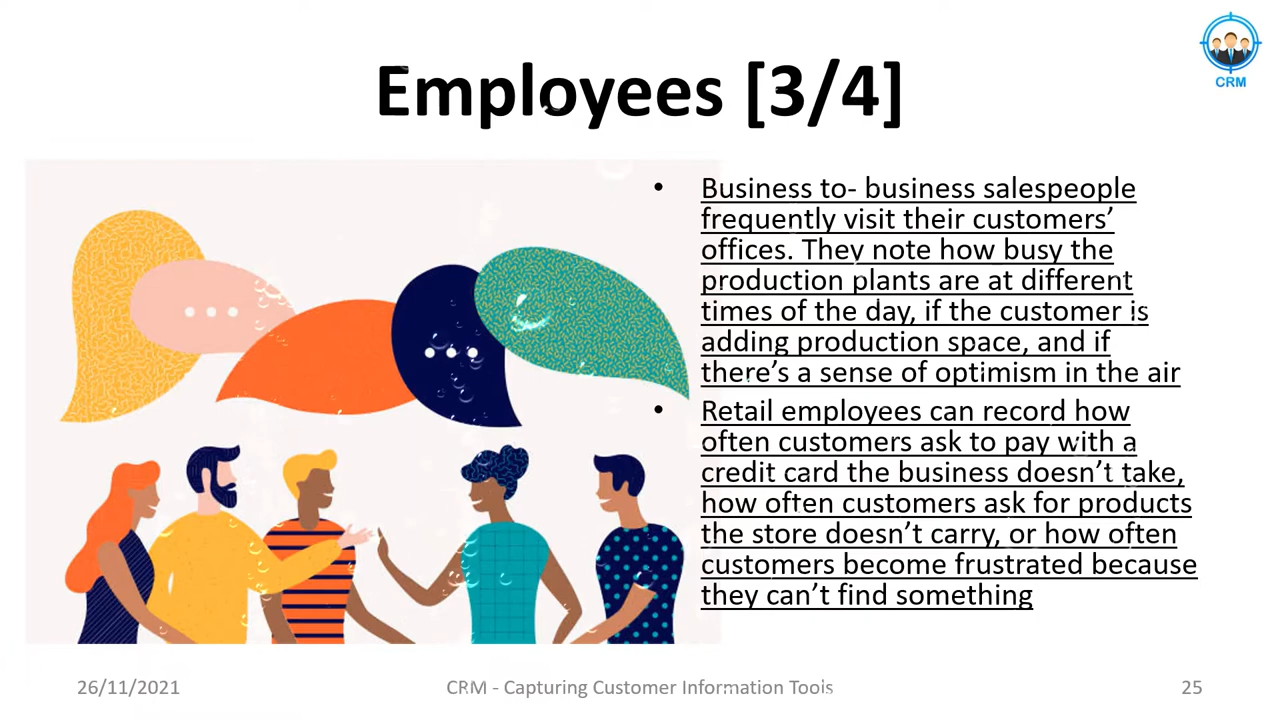 CRM
Employees [3/4]
• Business to- business salespeople
frequently visit their customers’
offices. They note how busy the
production plants are at different
times of the day, if the customer is
adding production space, and if
there’s a sense of optimism in the air
• Retail employees can record how
often customers ask to pay with a
credit card the business doesn’t take,
how often customers ask for products
the store doesn’t carry, or how often
customers become frustrated because
they can’t find something
26/11/2021
CRM - Capturing Customer Information Tools
25